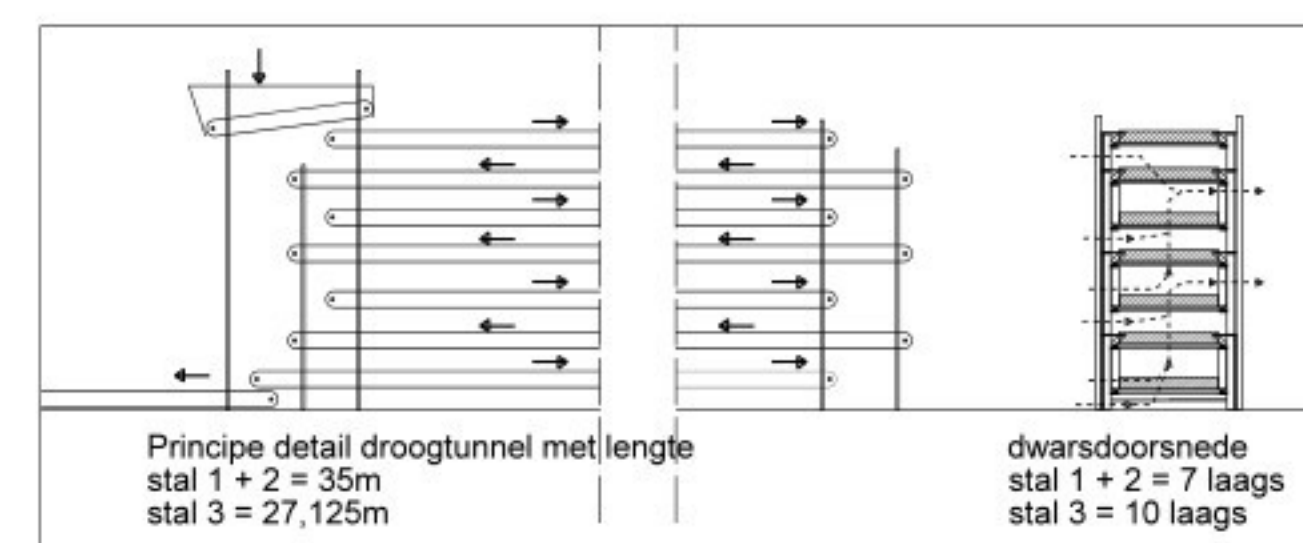 Principe detail droogtunnel met lengte
stal 1 + 2 = 35m
stal 3 = 27,125m
dwarsdoorsnede
stal 1 + 2 = 7 laags
stal 3 = 10 laags